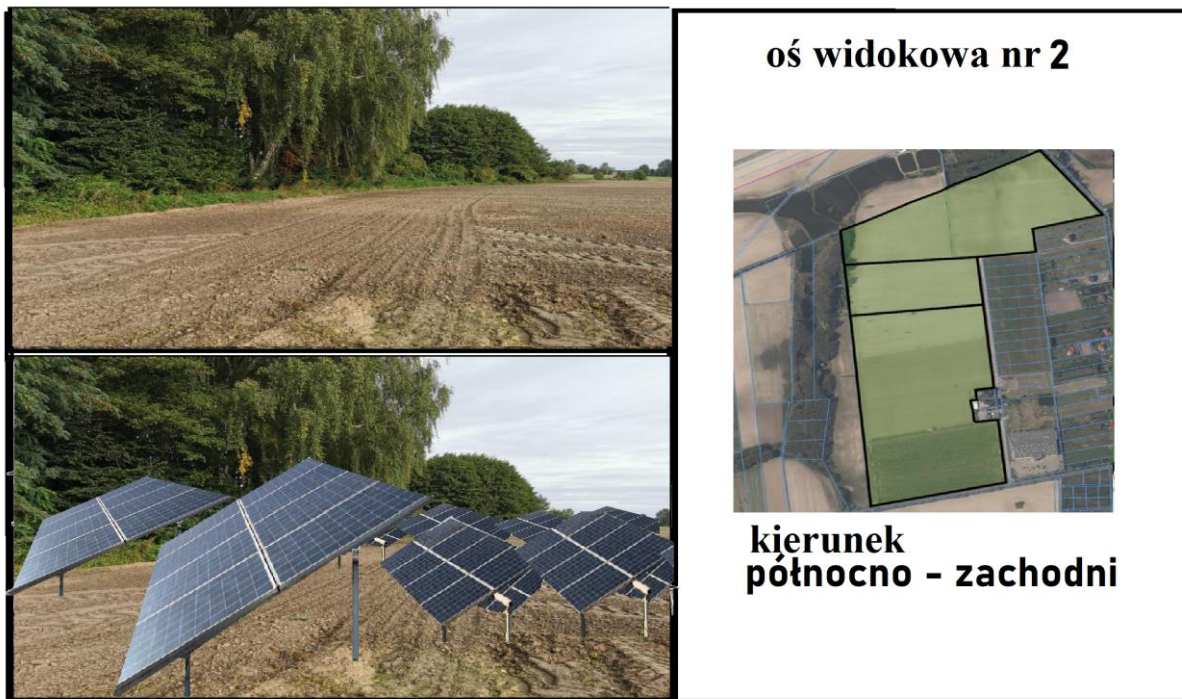 oś widokowa nr 2
kierunek
północno - zachodni